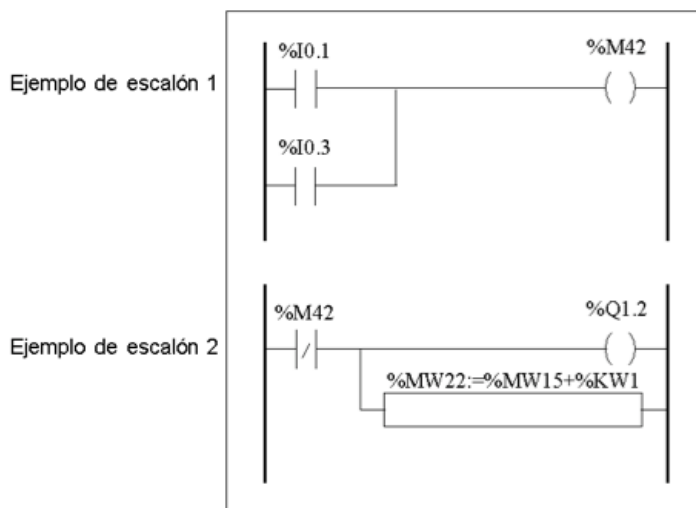 %I0.1
%M42
Ejemplo de escalón 1
%I0.3
%M42
%Q1.2
Ejemplo de escalón 2
%MW22:=%MW15+%KW1